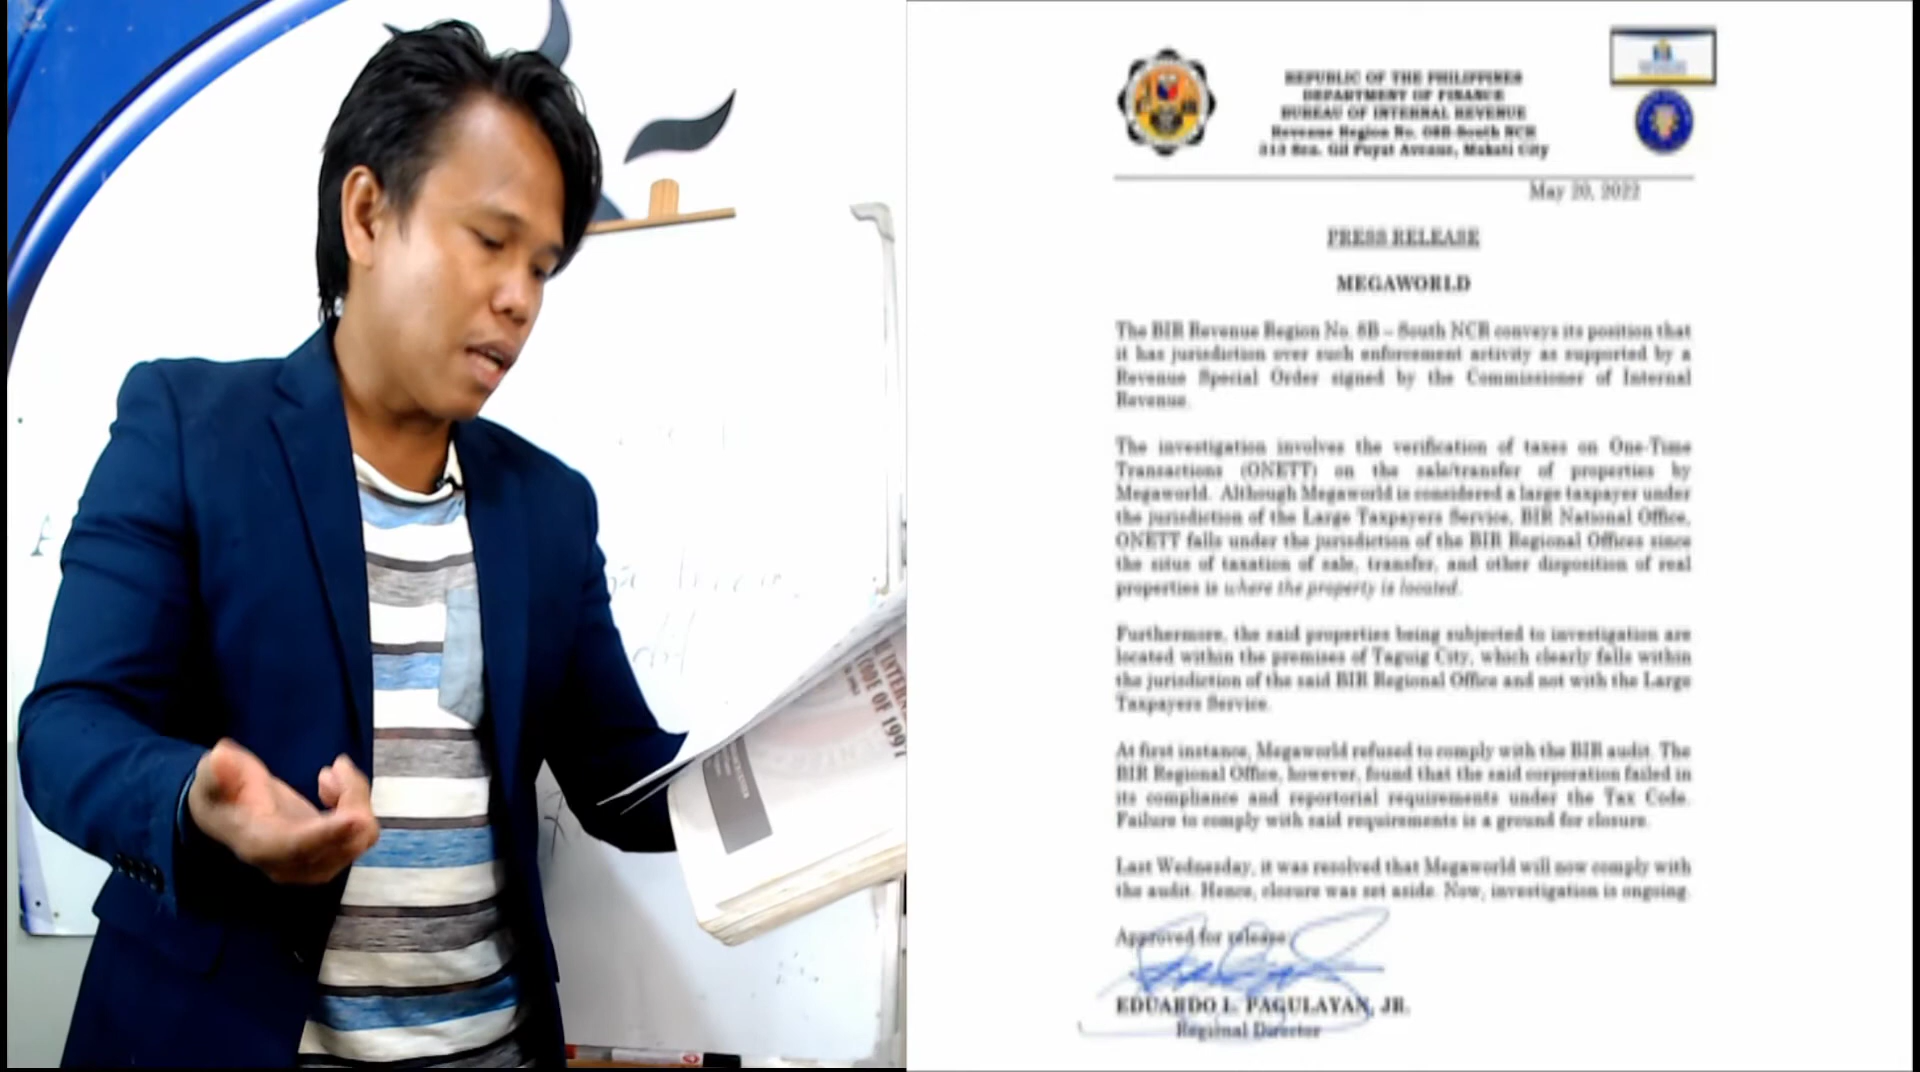 INTERN
CODE OF 1997
REPUBLIC OF THE PHILIPPINES
DEPARTMENT OF FINANCE
BUREAU OF INTERNAL REVENUE
Revenue Region No. 08B-South NCR
313 Sen. Gil Puyat Avenue, Makati City
May 20, 2022
PRESS RELEASE
MEGAWORLD
The BIR Revenue Region No. 8B – South NCR conveys its position that
it has jurisdiction over such enforcement activity as supported by a
Revenue Special Order signed by the Commissioner of Internal
Revenue.
The investigation involves the verification of taxes on One-Time
Transactions (ONETT) on the sale/transfer of properties by
Megaworld. Although Megaworld is considered a large taxpayer under
the jurisdiction of the Large Taxpayers Service, BIR National Office,
ONETT falls under the jurisdiction of the BIR Regional Offices since
the situs of taxation of sale, transfer, and other disposition of real
properties is where the property is located.
Furthermore, the said properties being subjected to investigation are
located within the premises of Taguig City, which clearly falls within
the jurisdiction of the said BIR Regional Office and not with the Large
Taxpayers Service.
At first instance, Megaworld refused to comply with the BIR audit. The
BIR Regional Office, however, found that the said corporation failed in
its compliance and reportorial requirements under the Tax Code.
Failure to comply with said requirements is a ground for closure.
Last Wednesday, it was resolved that Megaworld will now comply with
the audit. Hence, closure was set aside. Now, investigation is ongoing.
Approved for release:
EDUARDO L. PAGULAYAN, JR.
Regional Director